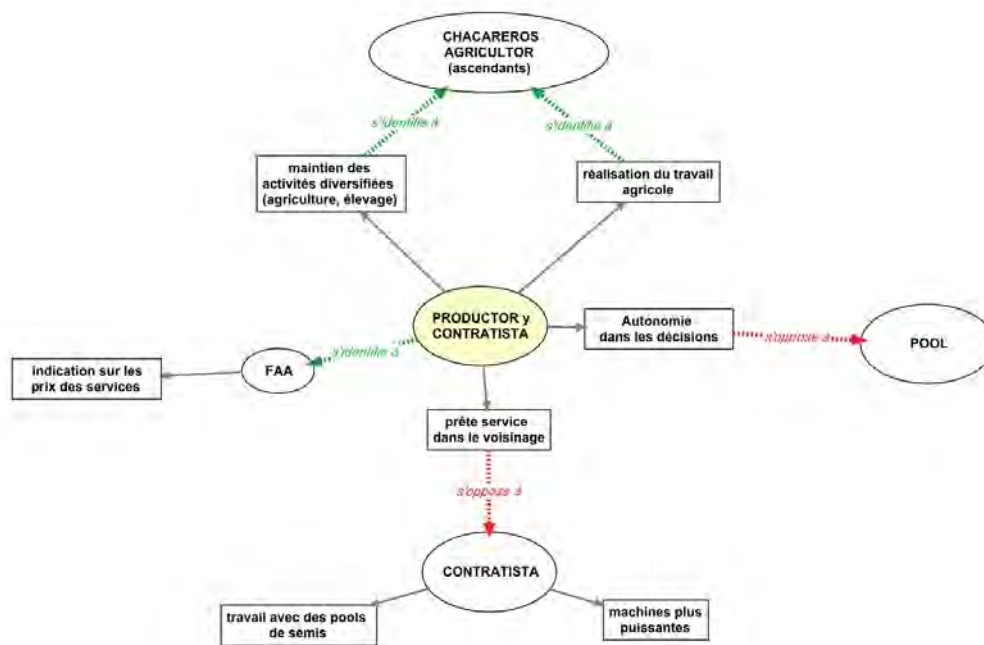 CHACAREROS
AGRICULTOR
(ascendants)
s'identifie à
s'identifie à
maintien des
activités diversifiées
(agriculture, élevage)
réalisation du travail
agricole
PRODUCTOR y
CONTRATISTA
Autonomie
dans les décisions
s'oppose à
POOL
s'identifie à
FAA
indication sur les
prix des services
prête service
dans le voisinage
s'oppose à
CONTRATISTA
travail avec des pools
de semis
machines plus
puissantes